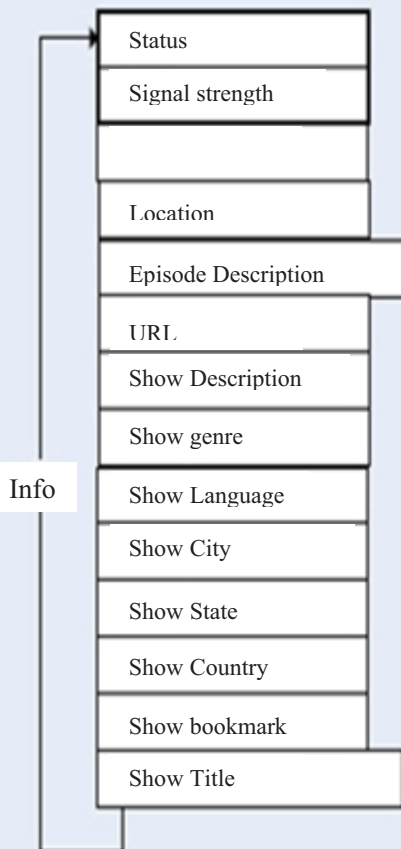 Status
Signal strength
Location
Episode Description
URL
Show Description
Show genre
Info
Show Language
Show City
Show State
Show Country
Show bookmark
Show Title